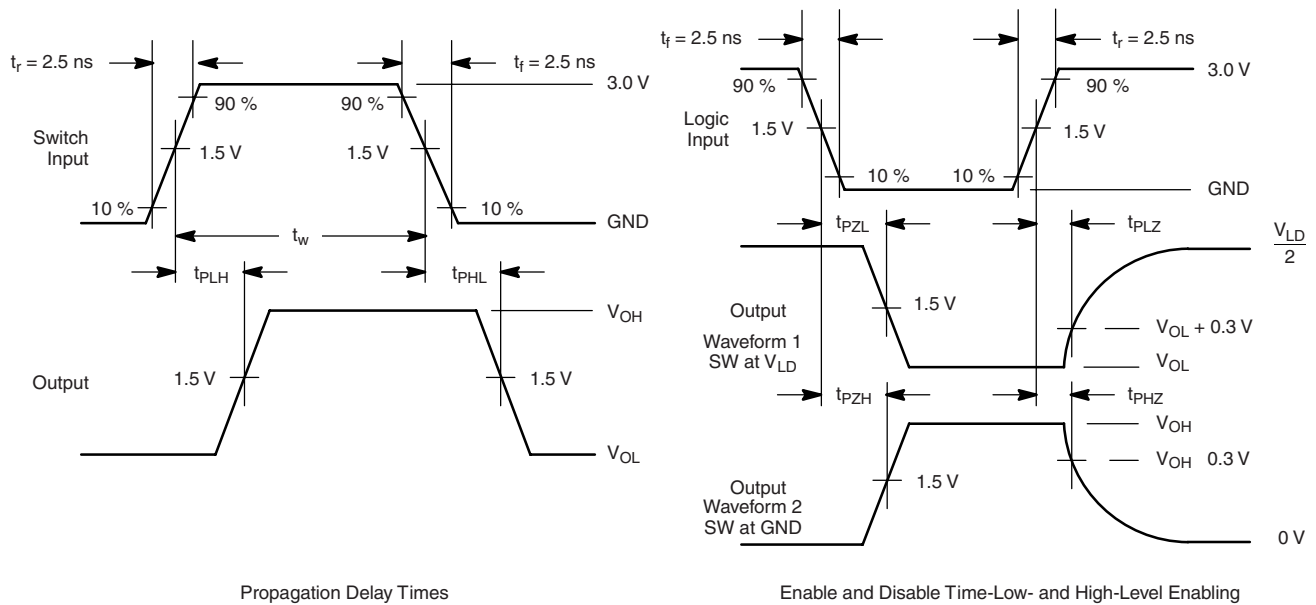 t_r = 2.5 ns
t_f = 2.5 ns
3.0 V
90 %
90 %
Switch
Input
1.5 V
1.5 V
10 %
10 %
GND
t_w
t_PLH
t_PHL
V_OH
Output
1.5 V
1.5 V
V_OL
Propagation Delay Times
t_f = 2.5 ns
t_r = 2.5 ns
3.0 V
90 %
90 %
Logic
Input
1.5 V
1.5 V
10 %
10 %
GND
t_PZL
t_PLZ
V_LD
2
Output
Waveform 1
SW at V_LD
1.5 V
V_OL + 0.3 V
V_OL
t_PZH
t_PHZ
V_OH
V_OH 0.3 V
Output
Waveform 2
SW at GND
1.5 V
0 V
Enable and Disable Time-Low- and High-Level Enabling